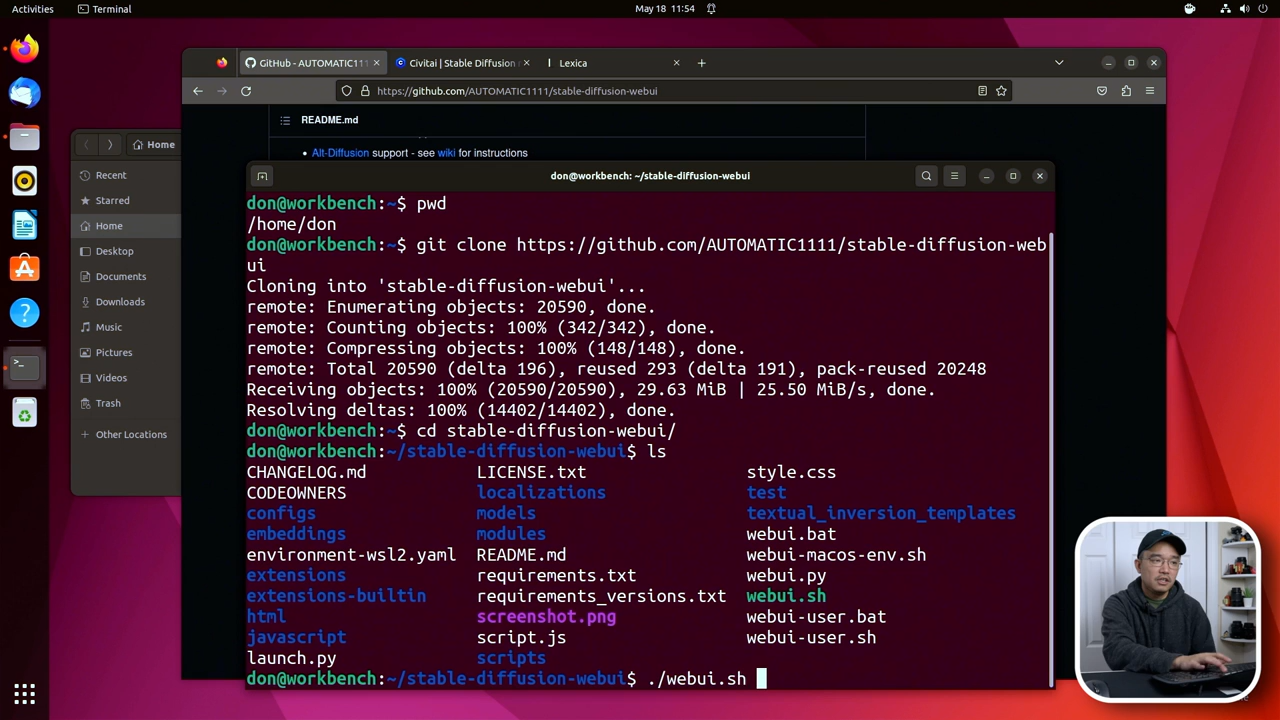 Activities
Terminal
May 18 11:54
GitHub - AUTOMATIC111
Civitai | Stable Diffusion
Lexica
https://github.com/AUTOMATIC1111/stable-diffusion-webui
README.md
Alt-Diffusion support - see wiki for instructions
Home
Recent
Starred
Home
Desktop
Documents
Downloads
Music
Pictures
Videos
Trash
Other Locations
don@workbench: ~/stable-diffusion-webui
don@workbench:~$ pwd
/home/don
don@workbench:~$ git clone https://github.com/AUTOMATIC1111/stable-diffusion-web
ui
Cloning into 'stable-diffusion-webui'...
remote: Enumerating objects: 20590, done.
remote: Counting objects: 100% (342/342), done.
remote: Compressing objects: 100% (148/148), done.
remote: Total 20590 (delta 196), reused 293 (delta 191), pack-reused 20248
Receiving objects: 100% (20590/20590), 29.63 MiB | 25.50 MiB/s, done.
Resolving deltas: 100% (14402/14402), done.
don@workbench:~$ cd stable-diffusion-webui/
don@workbench:~/stable-diffusion-webui$ ls
CHANGELOG.md LICENSE.txt style.css
CODEOWNERS localizations test
configs models textual_inversion_templates
embeddings modules webui.bat
environment-wsl2.yaml README.md webui-macos-env.sh
extensions requirements.txt webui.py
extensions-builtin requirements_versions.txt webui.sh
html screenshot.png webui-user.bat
javascript script.js webui-user.sh
launch.py scripts
don@workbench:~/stable-diffusion-webui$ ./webui.sh